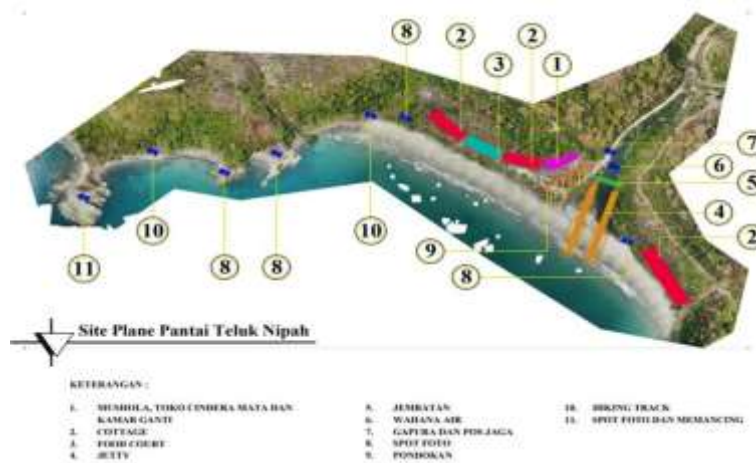 8
2
2
3
1
7
6
5
4
2
10
8
8
10
9
8
11
Site Plane Pantai Teluk Nipah
KETERANGAN :
1. MUSHOLA, TOKO CINDERA MATA DAN
KAMAR GANTI
2. COTTAGE
3. FOOD COURT
4. JETTY
5. JEMBATAN
6. WAHANA AIR
7. GAPURA DAN POS JAGA
8. SPOT FOTO
9. PONDOKAN
10. HIKING TRACK
11. SPOT FOTO DAN MEMANCING